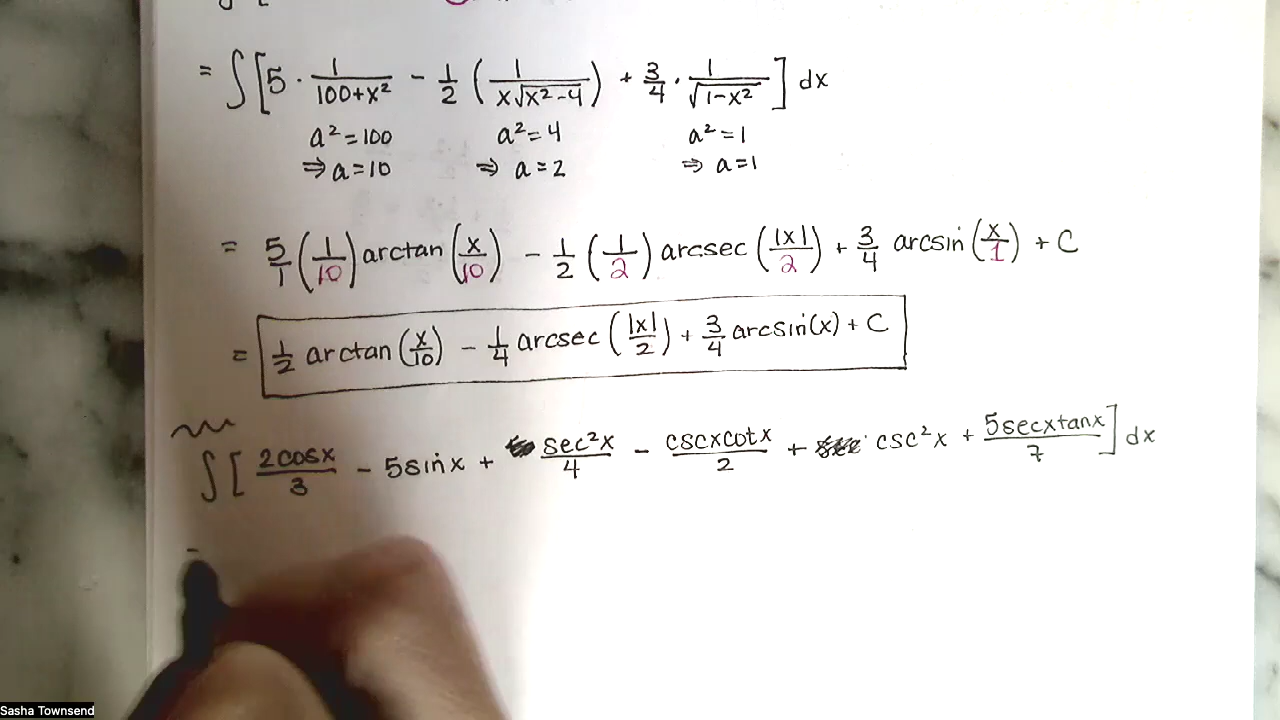 = ∫ [5 · 1/(100+x²) − 1/2 (1/(x√(x²−4))) + 3/4 · 1/√(1−x²)] dx
a²=100 a²=4 a²=1
⇒a=10 ⇒ a=2 ⇒ a=1
= 5/1 (1/10) arctan (x/10) − 1/2 (1/2) arcsec (|x|/2) + 3/4 arcsin (x/1) + C
= 1/2 arctan (x/10) − 1/4 arcsec (|x|/2) + 3/4 arcsin(x) + C
∫ [2cosx/3 − 5sinx + sec²x/4 − cscxcotx/2 + csc²x + 5secxtanx/7] dx
Sasha Townsend